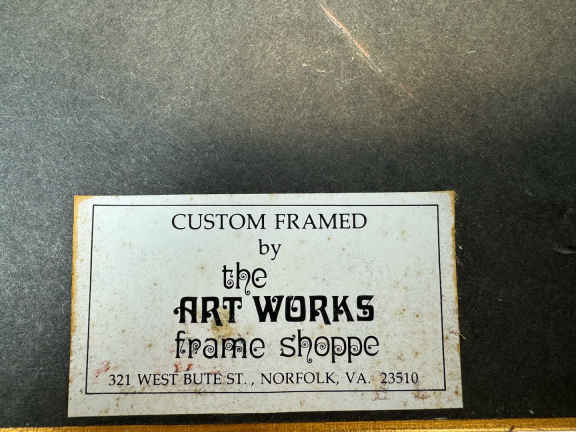 CUSTOM FRAMED
by
the
ART WORKS
frame shoppe
321 WEST BUTE ST., NORFOLK, VA. 23510